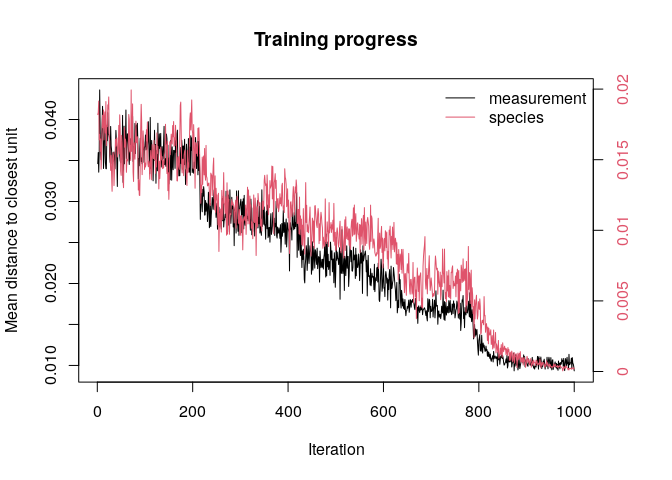 Training progress
measurement
species
Mean distance to closest unit
0.040
0.030
0.020
0.010
0.02
0.015
0.01
0.005
0
0 200 400 600 800 1000
Iteration